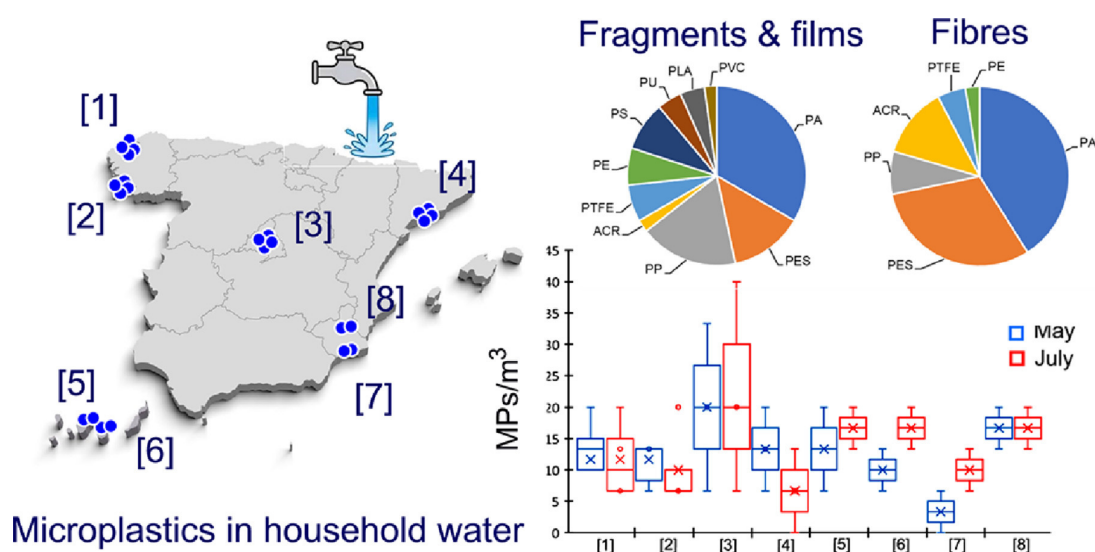 [1]
[2]
[3]
[4]
[5]
[6]
[7]
[8]
Microplastics in household water
Fragments & films
PVC
PLA
PU
PS
PE
PTFE
ACR
PP
PES
PA
Fibres
PE
PTFE
ACR
PP
PES
PA
MPs/m³
45
40
35
30
25
20
15
10
5
0
May
July
[1] [2] [3] [4] [5] [6] [7] [8]